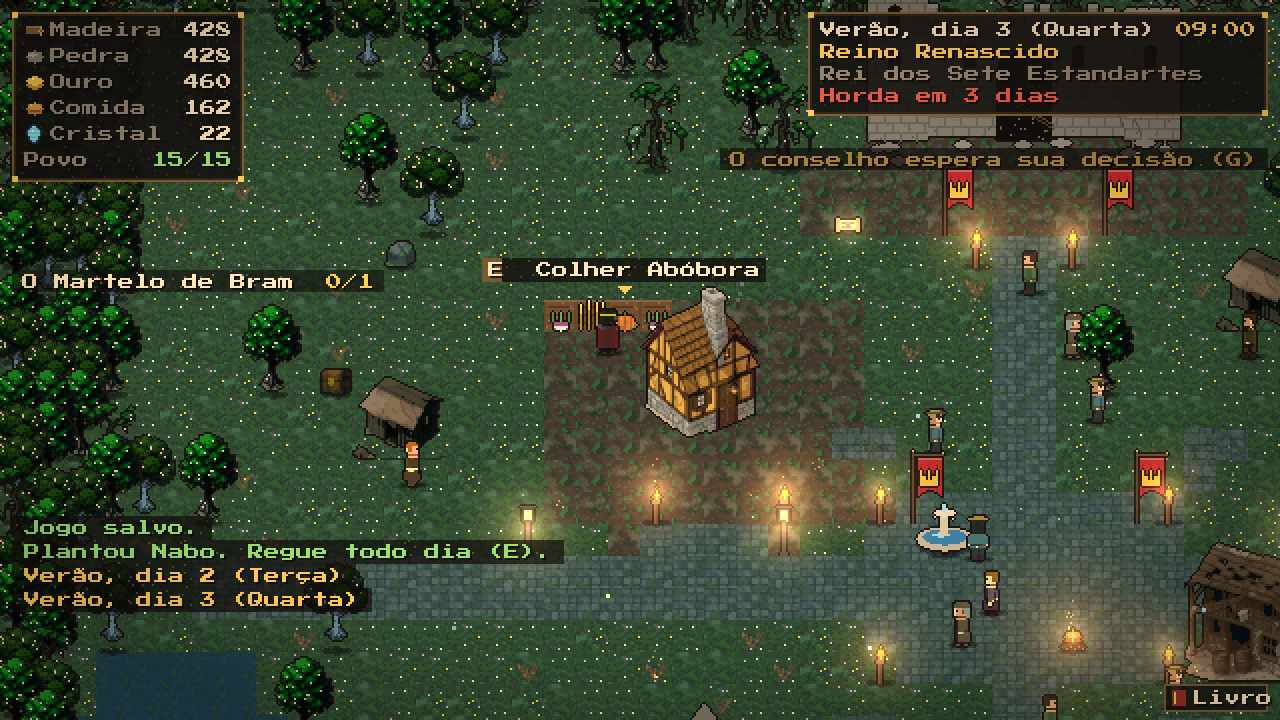 Madeira 428
Pedra 428
Ouro 460
Comida 162
Cristal 22
Povo 15/15
Verão, dia 3 (Quarta) 09:00
Reino Renascido
Rei dos Sete Estandartes
Horda em 3 dias
O conselho espera sua decisão (G)
E Colher Abóbora
O Martelo de Bram 0/1
Jogo salvo.
Plantou Nabo. Regue todo dia (E).
Verão, dia 2 (Terça)
Verão, dia 3 (Quarta)
Livro